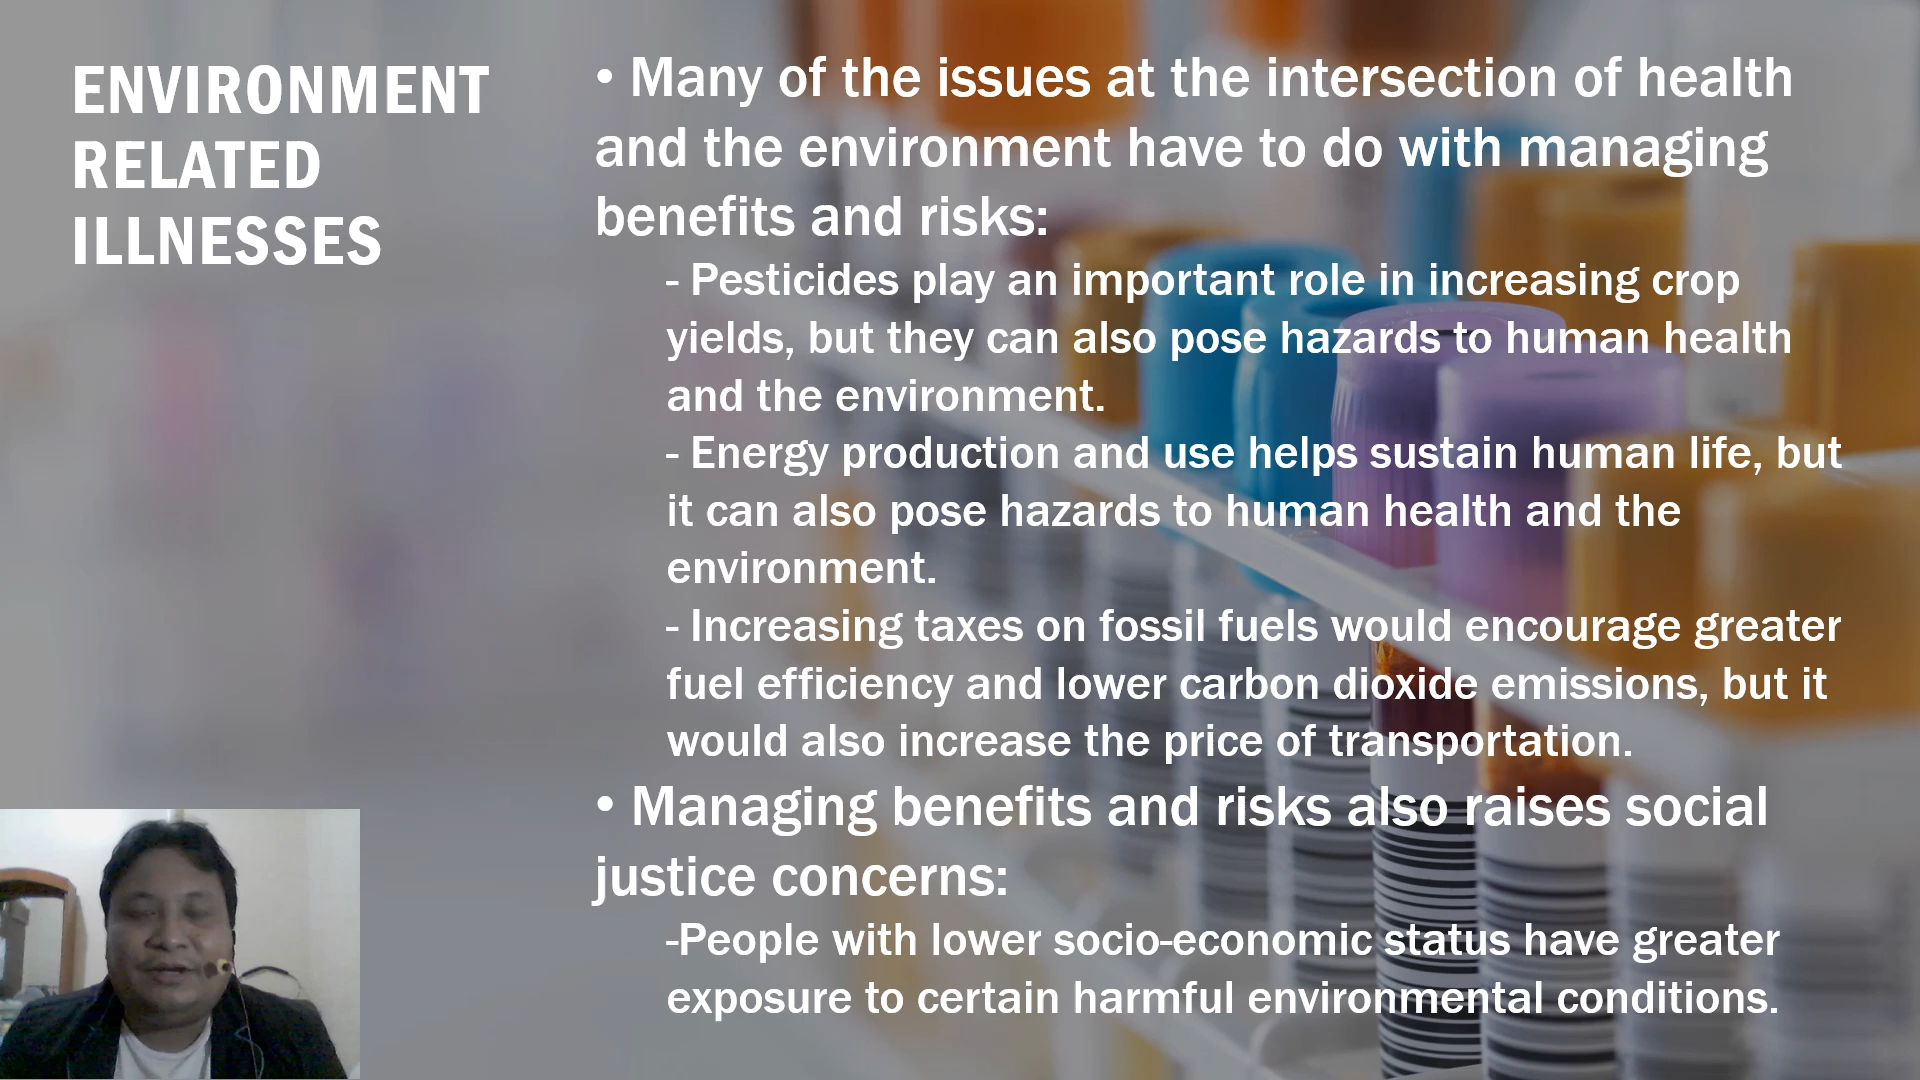 ENVIRONMENT
RELATED
ILLNESSES
• Many of the issues at the intersection of health
and the environment have to do with managing
benefits and risks:
- Pesticides play an important role in increasing crop
yields, but they can also pose hazards to human health
and the environment.
- Energy production and use helps sustain human life, but
it can also pose hazards to human health and the
environment.
- Increasing taxes on fossil fuels would encourage greater
fuel efficiency and lower carbon dioxide emissions, but it
would also increase the price of transportation.
• Managing benefits and risks also raises social
justice concerns:
-People with lower socio-economic status have greater
exposure to certain harmful environmental conditions.